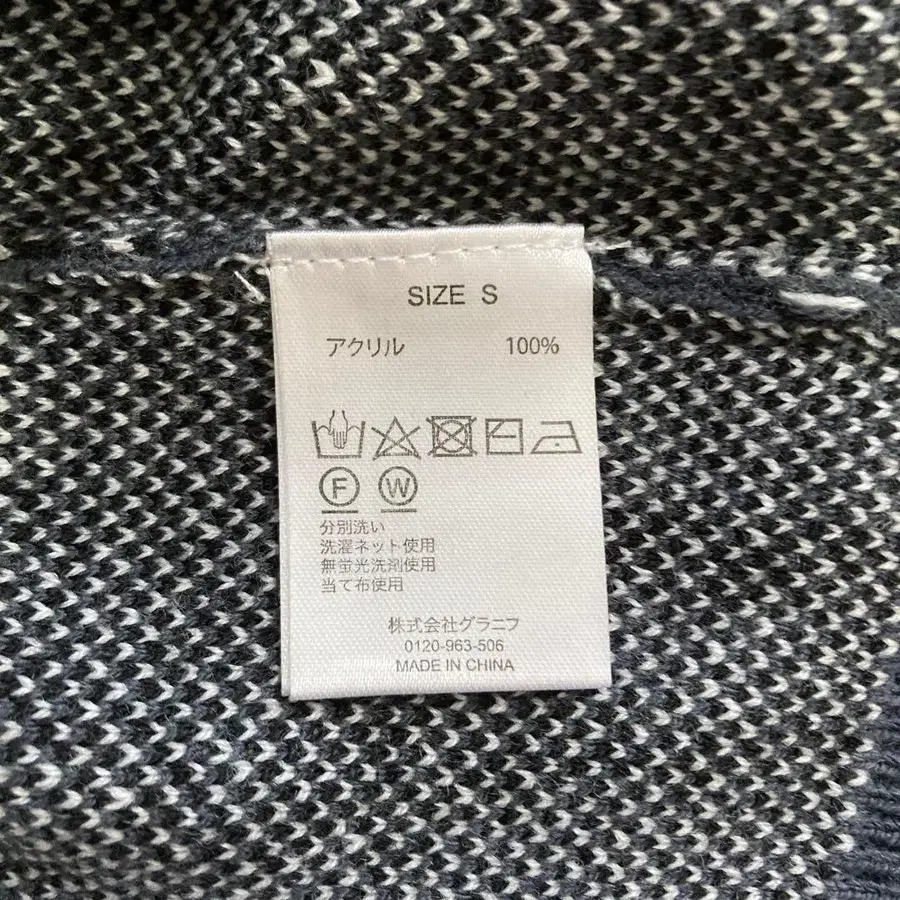 SIZE S
アクリル 100%
F W
分別洗い
洗濯ネット使用
無蛍光洗剤使用
当て布使用
株式会社グラニフ
0120-963-506
MADE IN CHINA